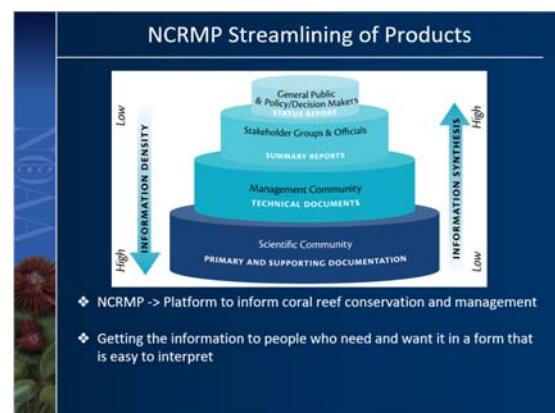 NCRMP Streamlining of Products
Low
INFORMATION DENSITY
High
General Public
& Policy/Decision Makers
STATUS REPORT
Stakeholder Groups & Officials
SUMMARY REPORTS
Management Community
TECHNICAL DOCUMENTS
Scientific Community
PRIMARY AND SUPPORTING DOCUMENTATION
High
INFORMATION SYNTHESIS
Low
NOAA
CRCP
❖ NCRMP -> Platform to inform coral reef conservation and management
❖ Getting the information to people who need and want it in a form that
is easy to interpret